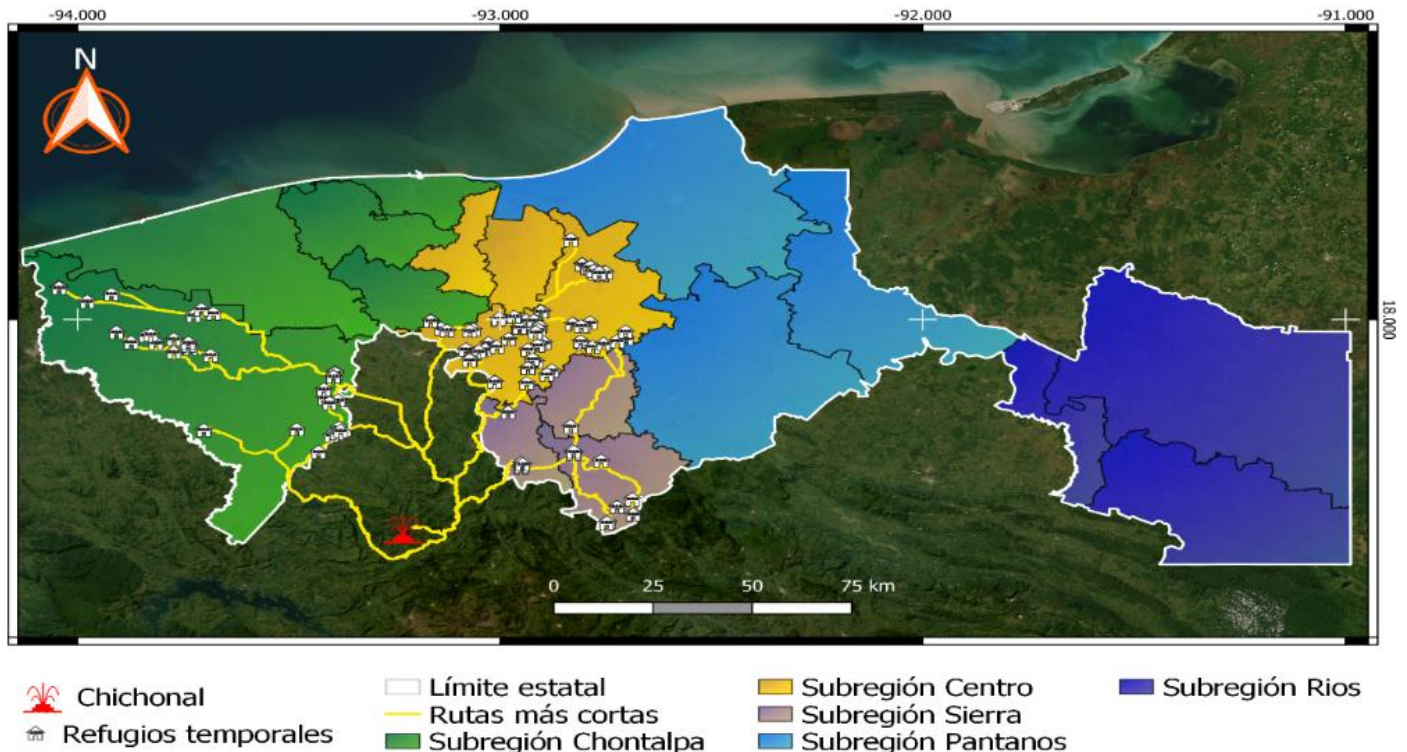 -94.000 -93.000 -92.000 -91.000
N
18.000
0 25 50 75 km
Chichonal
Refugios temporales
Límite estatal
Rutas más cortas
Subregión Chontalpa
Subregión Centro
Subregión Sierra
Subregión Pantanos
Subregión Rios